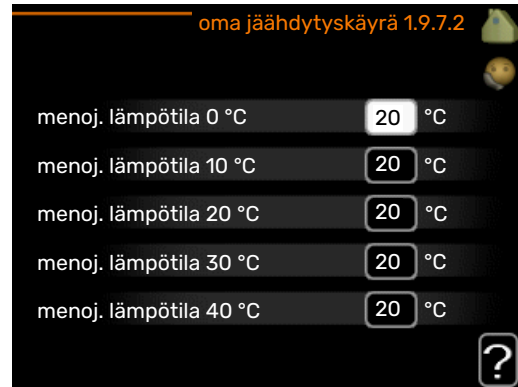 oma jäähdytyskäyrä 1.9.7.2
menoj. lämpötila 0 °C 20 °C
menoj. lämpötila 10 °C 20 °C
menoj. lämpötila 20 °C 20 °C
menoj. lämpötila 30 °C 20 °C
menoj. lämpötila 40 °C 20 °C
?